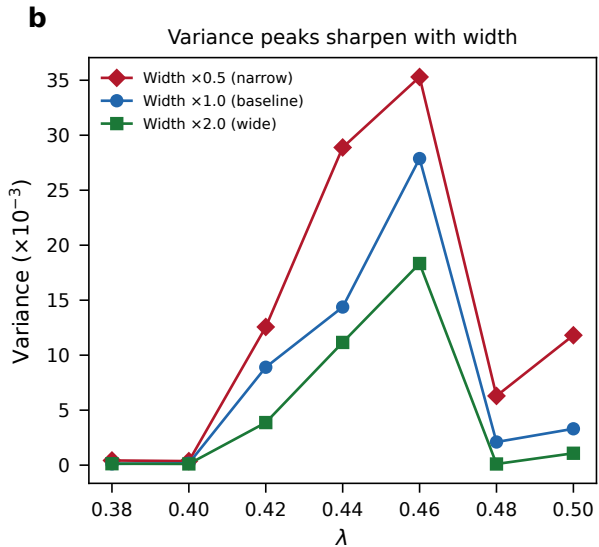 b
Variance peaks sharpen with width
Width ×0.5 (narrow)
Width ×1.0 (baseline)
Width ×2.0 (wide)
35
30
25
20
15
10
5
0
Variance (×10⁻³)
0.38 0.40 0.42 0.44 0.46 0.48 0.50
λ